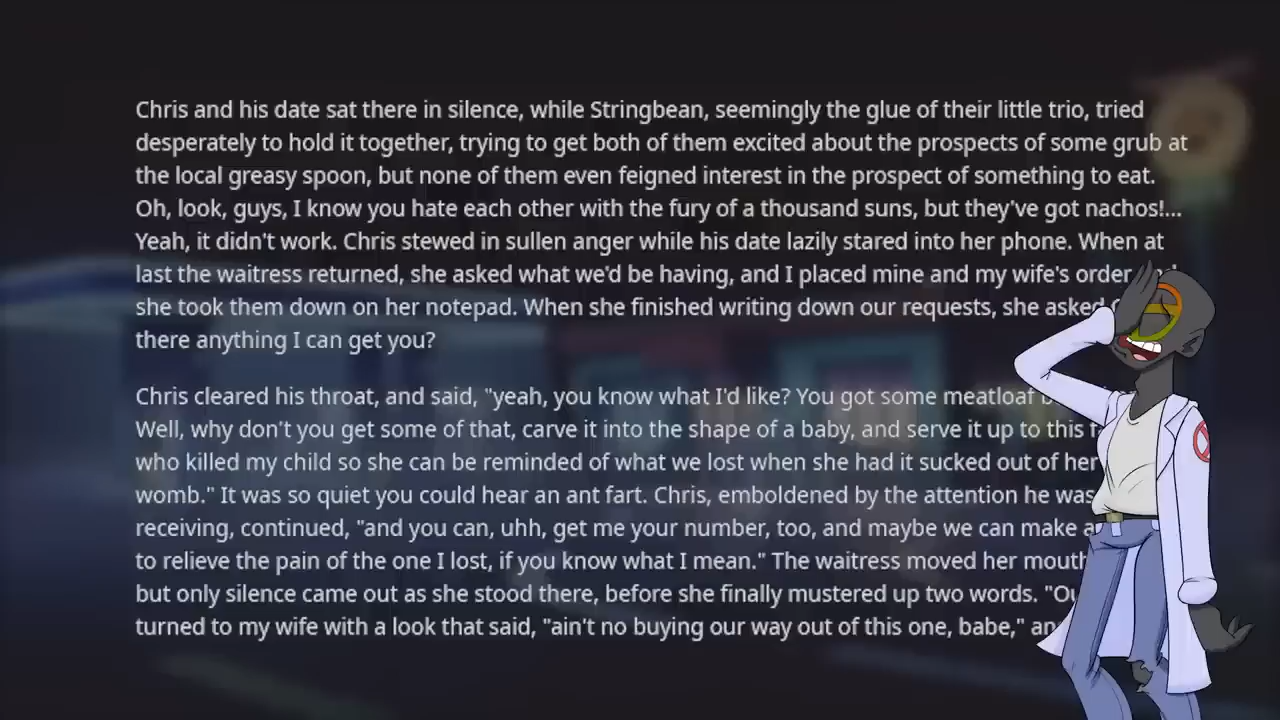 Chris and his date sat there in silence, while Stringbean, seemingly the glue of their little trio, tried
desperately to hold it together, trying to get both of them excited about the prospects of some grub at
the local greasy spoon, but none of them even feigned interest in the prospect of something to eat.
Oh, look, guys, I know you hate each other with the fury of a thousand suns, but they've got nachos!...
Yeah, it didn't work. Chris stewed in sullen anger while his date lazily stared into her phone. When at
last the waitress returned, she asked what we'd be having, and I placed mine and my wife's order
she took them down on her notepad. When she finished writing down our requests, she asked
there anything I can get you?
Chris cleared his throat, and said, "yeah, you know what I'd like? You got some meatloaf
Well, why don't you get some of that, carve it into the shape of a baby, and serve it up to this
who killed my child so she can be reminded of what we lost when she had it sucked out of her
womb." It was so quiet you could hear an ant fart. Chris, emboldened by the attention he was
receiving, continued, "and you can, uhh, get me your number, too, and maybe we can make
to relieve the pain of the one I lost, if you know what I mean." The waitress moved her mouth
but only silence came out as she stood there, before she finally mustered up two words.
turned to my wife with a look that said, "ain't no buying our way out of this one, babe,"